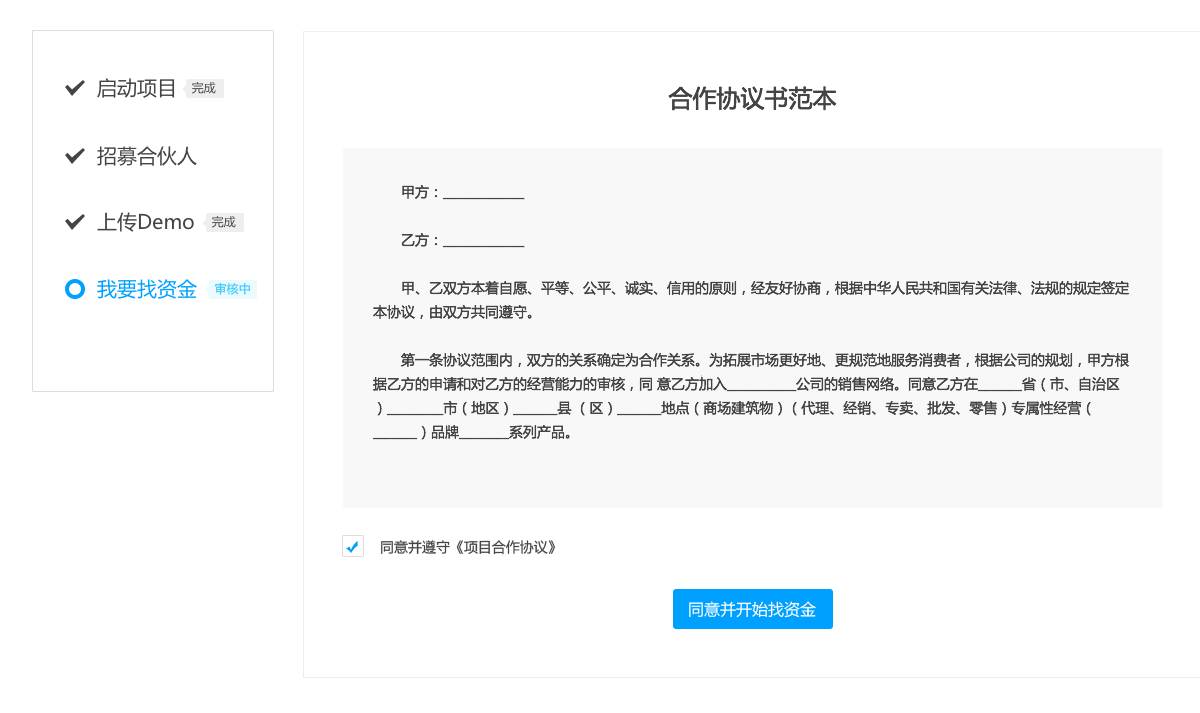 启动项目 完成
招募合伙人
上传Demo 完成
我要找资金 审核中
合作协议书范本
甲方：___________
乙方：___________
甲、乙双方本着自愿、平等、公平、诚实、信用的原则，经友好协商，根据中华人民共和国有关法律、法规的规定签定
本协议，由双方共同遵守。
第一条协议范围内，双方的关系确定为合作关系。为拓展市场更好地、更规范地服务消费者，根据公司的规划，甲方根
据乙方的申请和对乙方的经营能力的审核，同 意乙方加入__________公司的销售网络。同意乙方在______省（市、自治区
）________市（地区）______县 （区）______地点（商场建筑物）（代理、经销、专卖、批发、零售）专属性经营（
______ ）品牌_______系列产品。
同意并遵守《项目合作协议》
同意并开始找资金